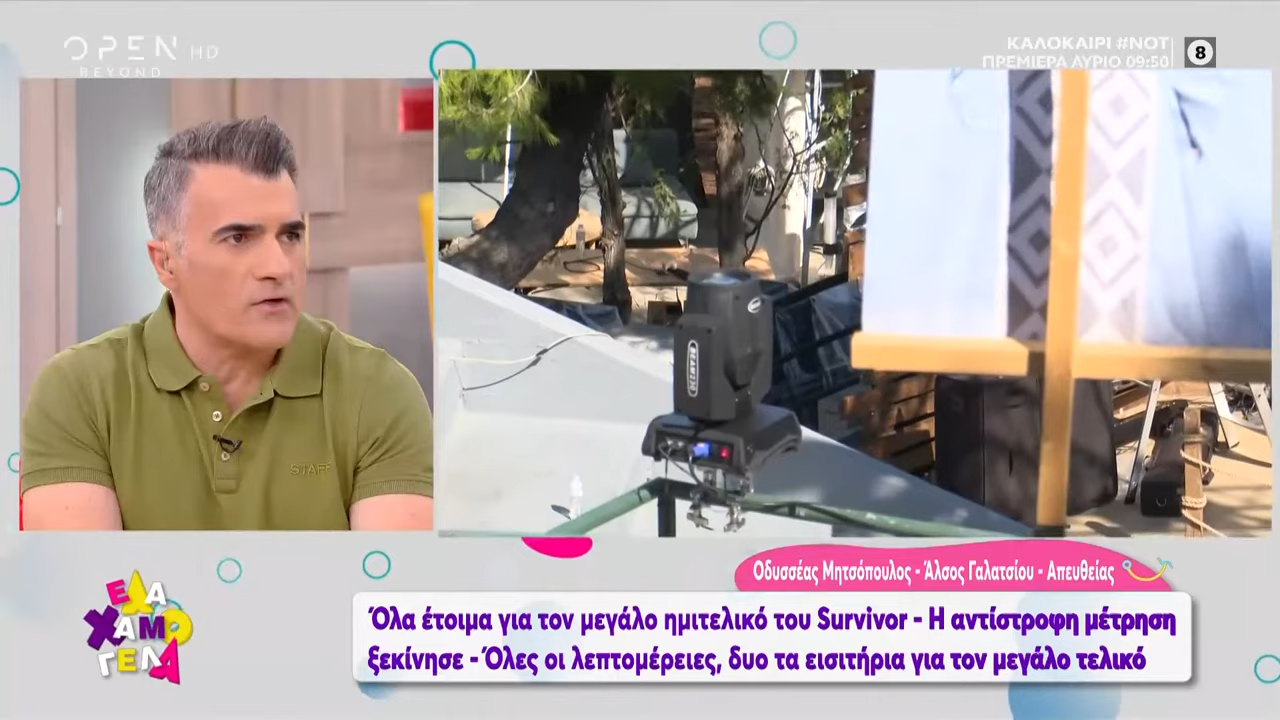 OPEN HD
BEYOND
ΚΑΛΟΚΑΙΡΙ #NOT
ΠΡΕΜΙΕΡΑ ΑΥΡΙΟ 09:50
8
BEAM230
STAFF
Οδυσσέας Μητσόπουλος - Άλσος Γαλατσίου - Απευθείας
ΕΛΑ
ΧΑΜΟ
ΓΕΛΑ
Όλα έτοιμα για τον μεγάλο ημιτελικό του Survivor - Η αντίστροφη μέτρηση
ξεκίνησε - Όλες οι λεπτομέρειες, δυο τα εισιτήρια για τον μεγάλο τελικό